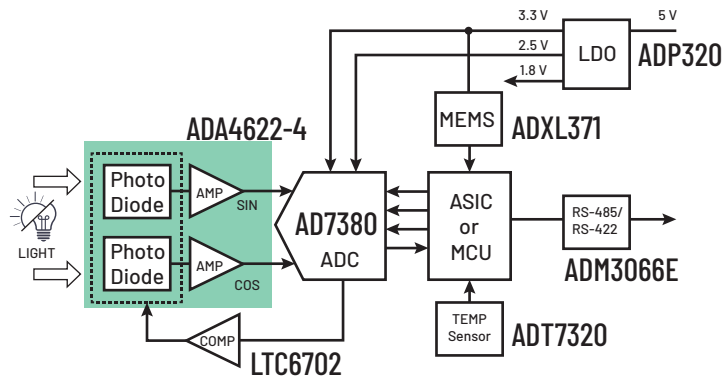 3.3 V
5 V
2.5 V
LDO
ADP320
1.8 V
MEMS
ADXL371
ADA4622-4
Photo
Diode
AMP
SIN
LIGHT
AD7380
ADC
ASIC
or
MCU
RS-485/
RS-422
ADM3066E
Photo
Diode
AMP
COS
COMP
LTC6702
TEMP
Sensor
ADT7320